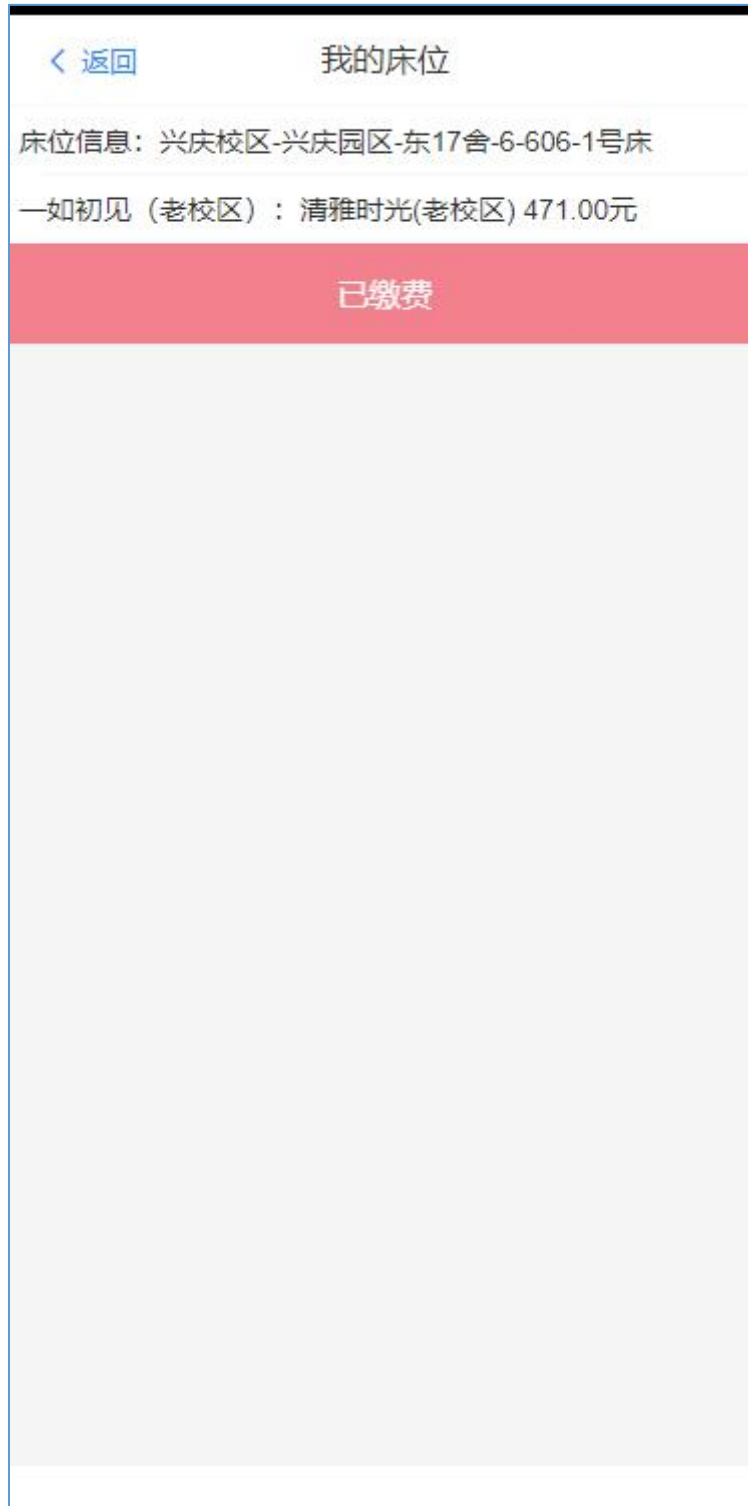 返回 我的床位
床位信息：兴庆校区-兴庆园区-东17舍-6-606-1号床
一如初见（老校区）：清雅时光(老校区) 471.00元
已缴费